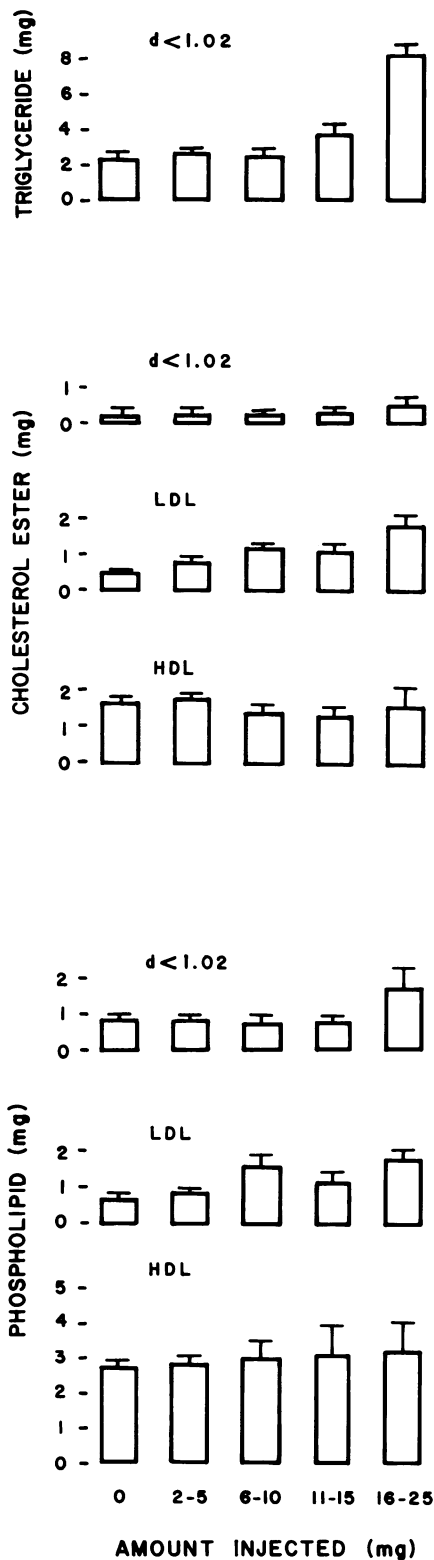 TRIGLYCERIDE (mg)
d<1.02
8
6
4
2
0
CHOLESTEROL ESTER (mg)
d<1.02
1
0
LDL
2
1
0
HDL
2
1
0
PHOSPHOLIPID (mg)
d<1.02
2
1
0
LDL
2
1
0
HDL
5
4
3
2
1
0
0 2-5 6-10 11-15 16-25
AMOUNT INJECTED (mg)